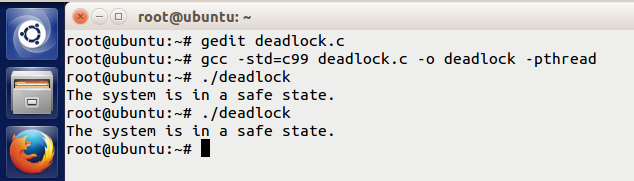 root@ubuntu: ~
root@ubuntu:~# gedit deadlock.c
root@ubuntu:~# gcc -std=c99 deadlock.c -o deadlock -pthread
root@ubuntu:~# ./deadlock
The system is in a safe state.
root@ubuntu:~# ./deadlock
The system is in a safe state.
root@ubuntu:~#